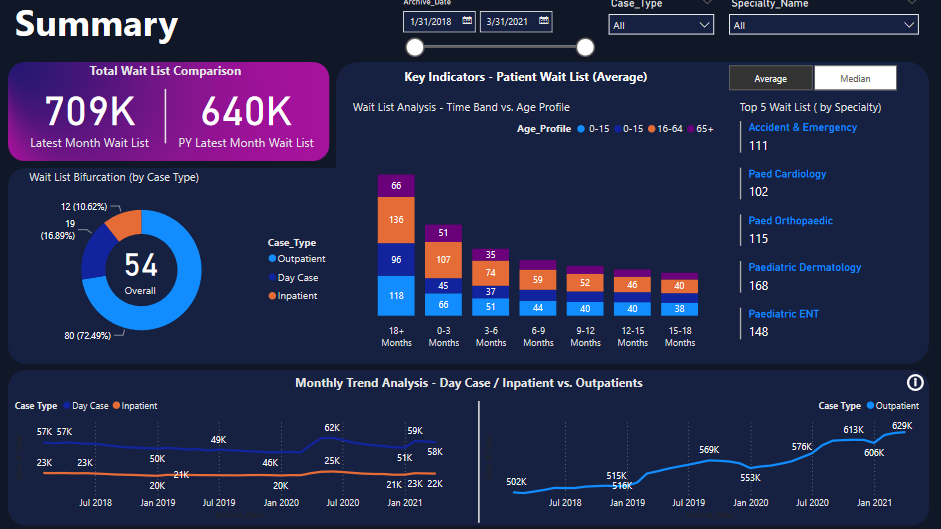 Summary
Archive_Date
1/31/2018
3/31/2021
Case_Type
All
Specialty_Name
All
Total Wait List Comparison
709K
Latest Month Wait List
640K
PY Latest Month Wait List
Key Indicators - Patient Wait List (Average)
Average
Median
Wait List Analysis - Time Band vs. Age Profile
Age_Profile 0-15 0-15 16-64 65+
66
136
96
118
51
107
45
66
35
74
37
51
59
44
52
40
46
40
40
38
18+ Months
0-3 Months
3-6 Months
6-9 Months
9-12 Months
12-15 Months
15-18 Months
Top 5 Wait List ( by Specialty)
Accident & Emergency
111
Paed Cardiology
102
Paed Orthopaedic
115
Paediatric Dermatology
168
Paediatric ENT
148
Wait List Bifurcation (by Case Type)
12 (10.62%)
19
(16.89%)
54
Overall
80 (72.49%)
Case_Type
Outpatient
Day Case
Inpatient
Monthly Trend Analysis - Day Case / Inpatient vs. Outpatients
Case Type Day Case Inpatient
57K 57K 50K 49K 46K 62K 51K 59K 58K
23K 23K 20K 21K 20K 25K 21K 23K 22K
Jul 2018 Jan 2019 Jul 2019 Jan 2020 Jul 2020 Jan 2021
Case Type Outpatient
502K 515K 516K 569K 553K 576K 613K 606K 629K
Jul 2018 Jan 2019 Jul 2019 Jan 2020 Jul 2020 Jan 2021